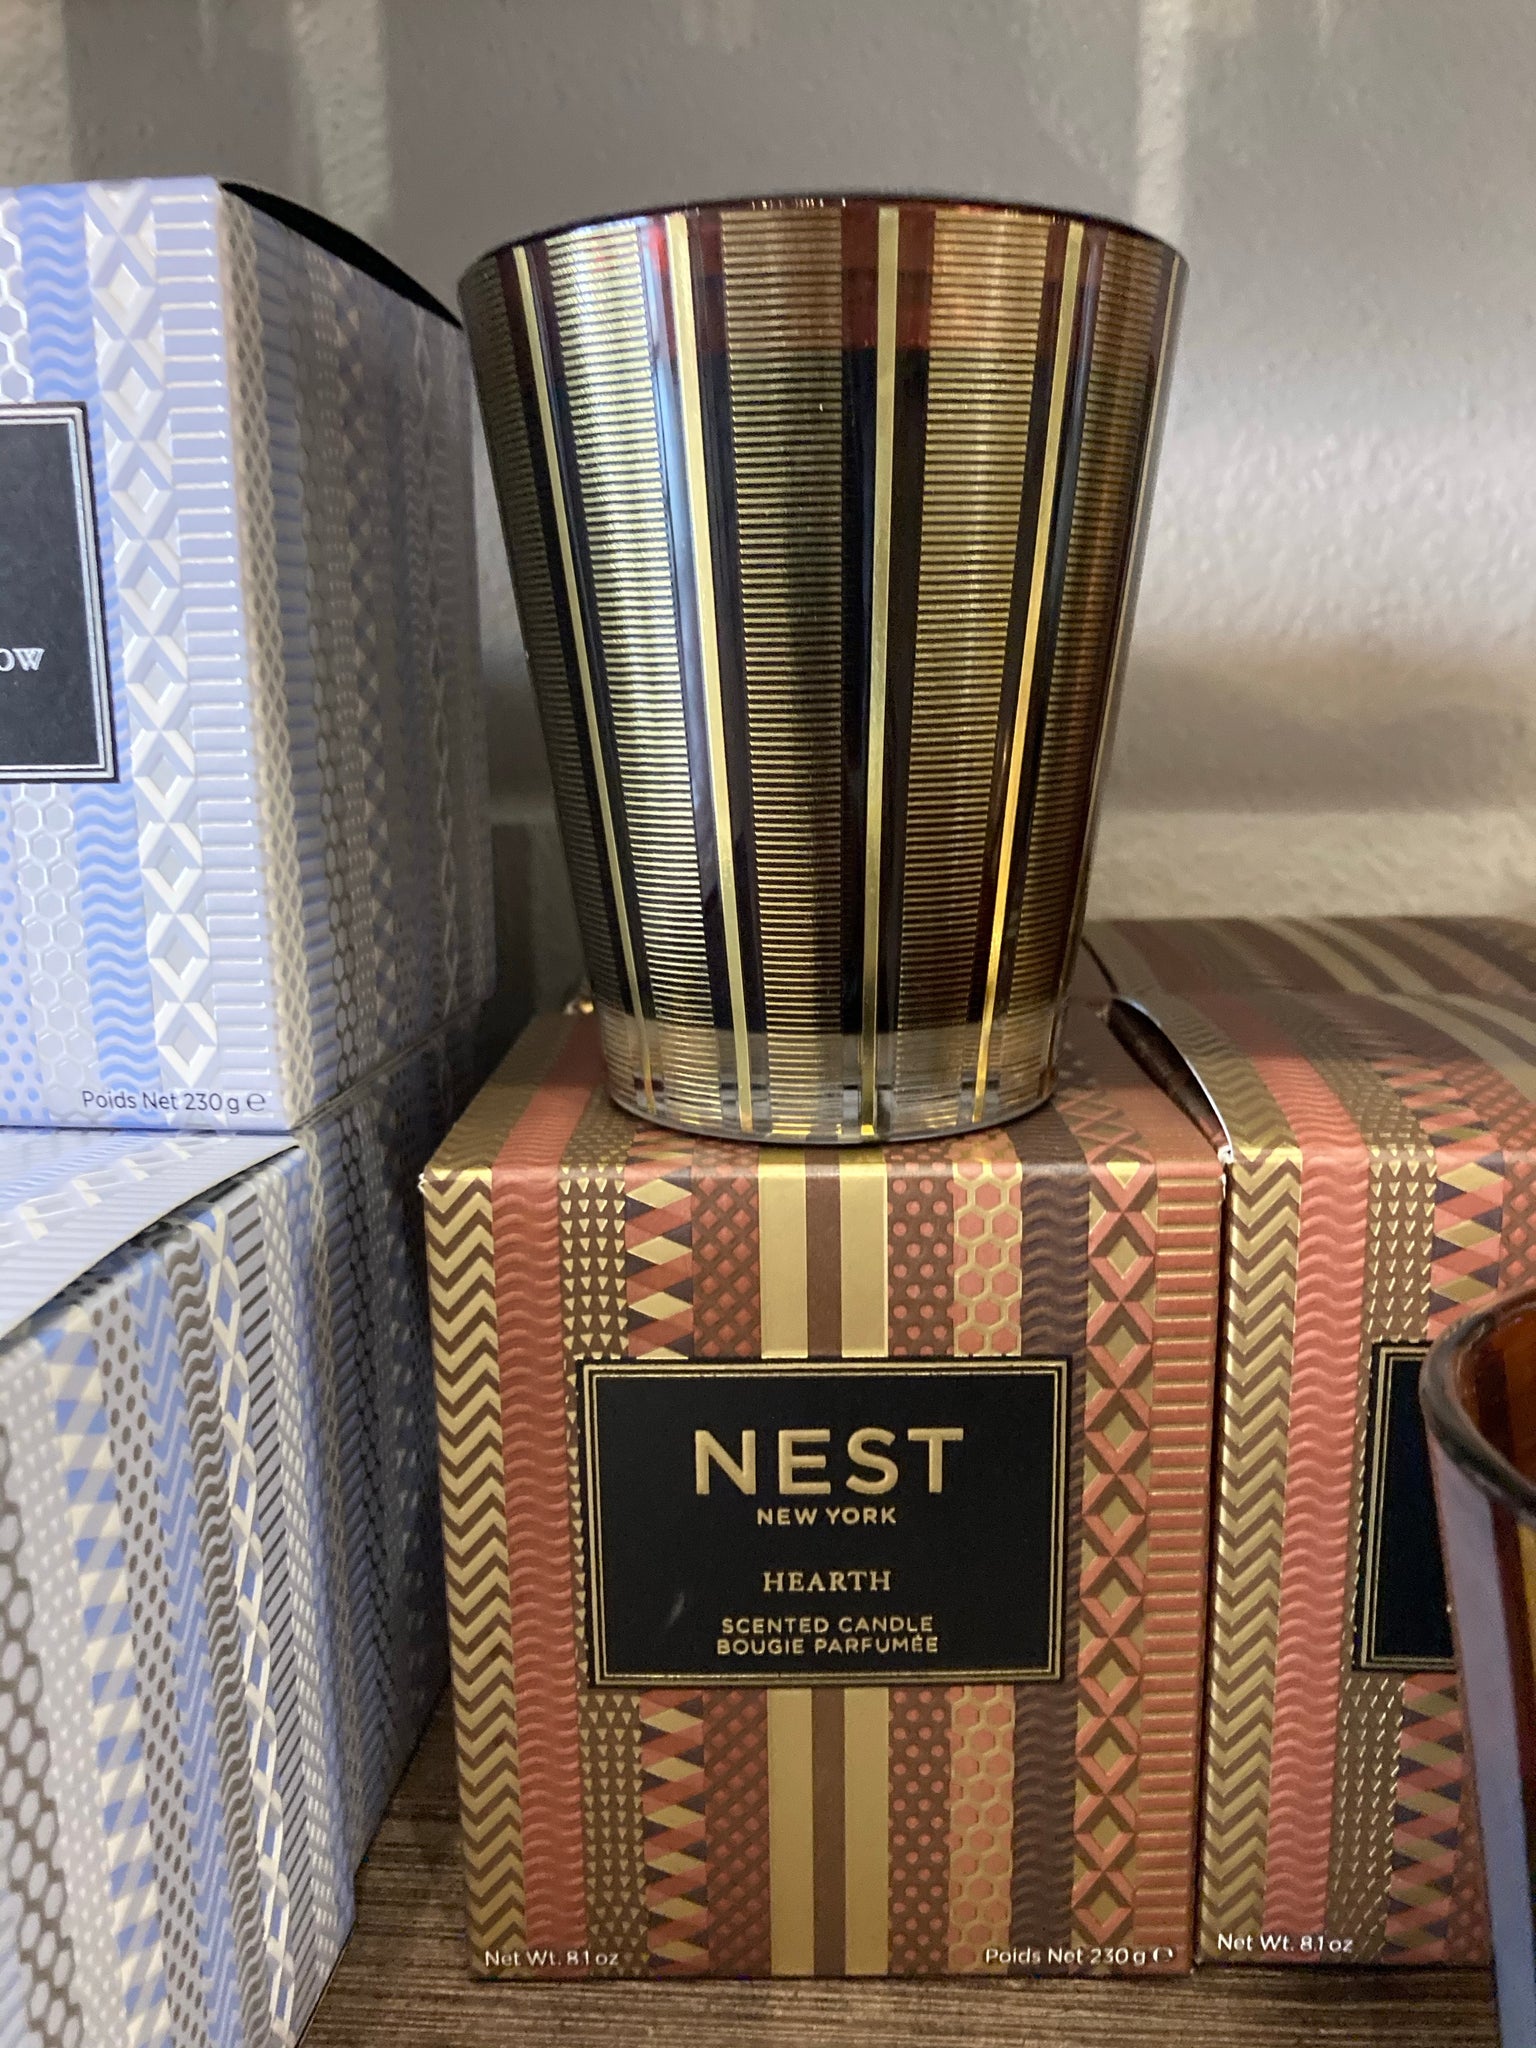 Poids Net 230 g ℮
NEST
NEW YORK
HEARTH
SCENTED CANDLE
BOUGIE PARFUMÉE
Net Wt. 8.1 oz
Poids Net 230 g ℮
Net Wt. 8.1 oz